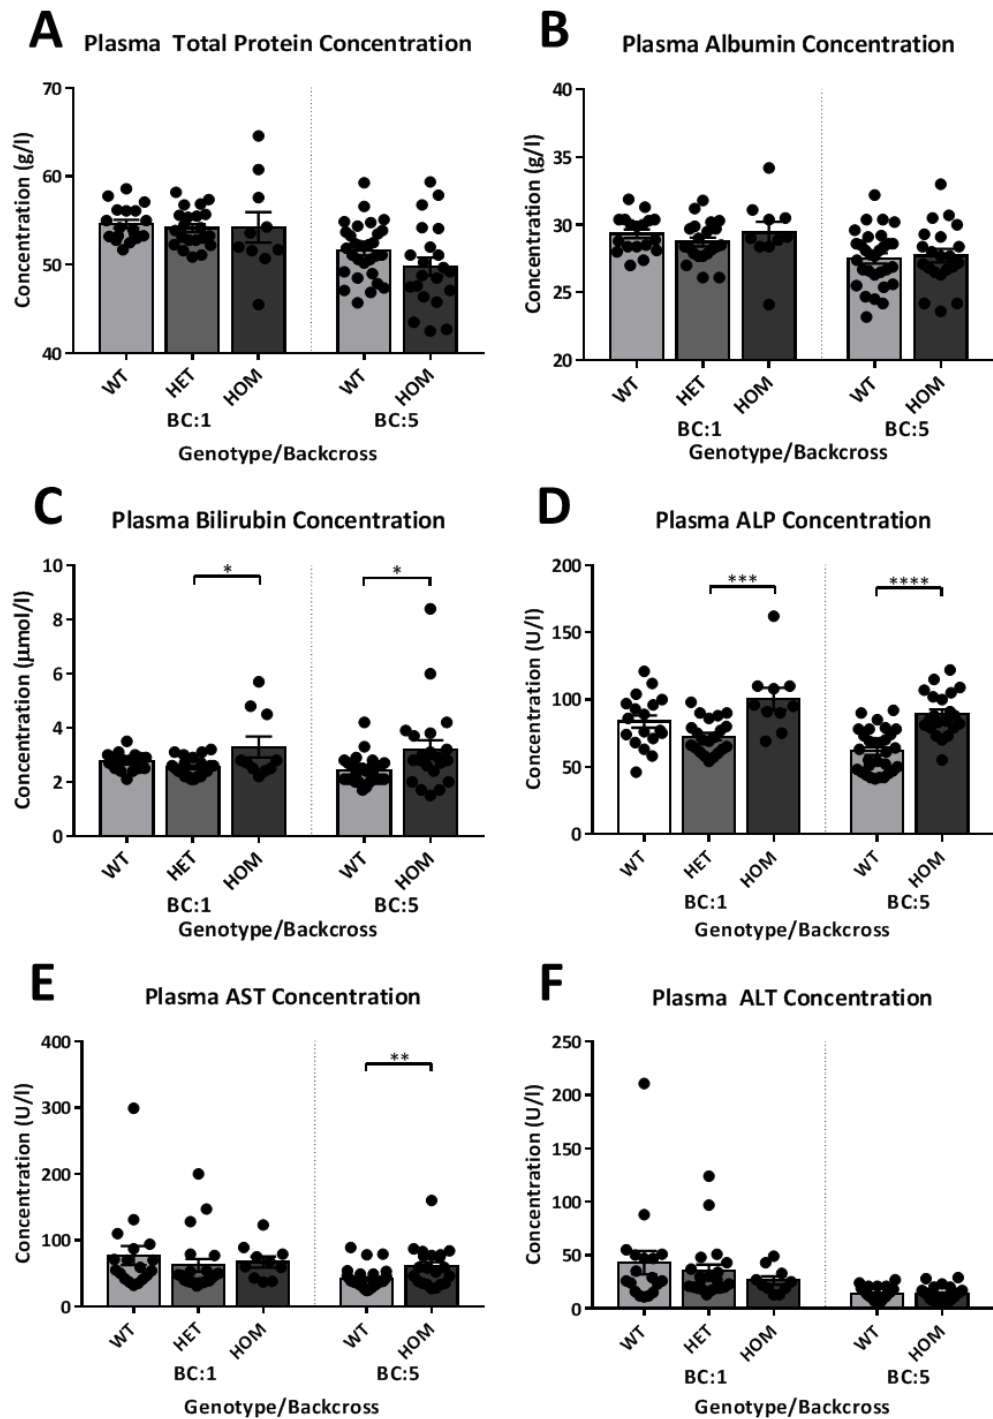 A
Plasma Total Protein Concentration
Concentration (g/l)
70
60
50
40
WT
HET
HOM
WT
HOM
BC:1
BC:5
Genotype/Backcross
B
Plasma Albumin Concentration
Concentration (g/l)
40
35
30
25
20
WT
HET
HOM
WT
HOM
BC:1
BC:5
Genotype/Backcross
C
Plasma Bilirubin Concentration
Concentration (μmol/l)
10
8
6
4
2
0
*
*
WT
HET
HOM
WT
HOM
BC:1
BC:5
Genotype/Backcross
D
Plasma ALP Concentration
Concentration (U/l)
200
150
100
50
0
***
****
WT
HET
HOM
WT
HOM
BC:1
BC:5
Genotype/Backcross
E
Plasma AST Concentration
Concentration (U/l)
400
300
200
100
0
**
WT
HET
HOM
WT
HOM
BC:1
BC:5
Genotype/Backcross
F
Plasma ALT Concentration
Concentration (U/l)
250
200
150
100
50
0
WT
HET
HOM
WT
HOM
BC:1
BC:5
Genotype/Backcross